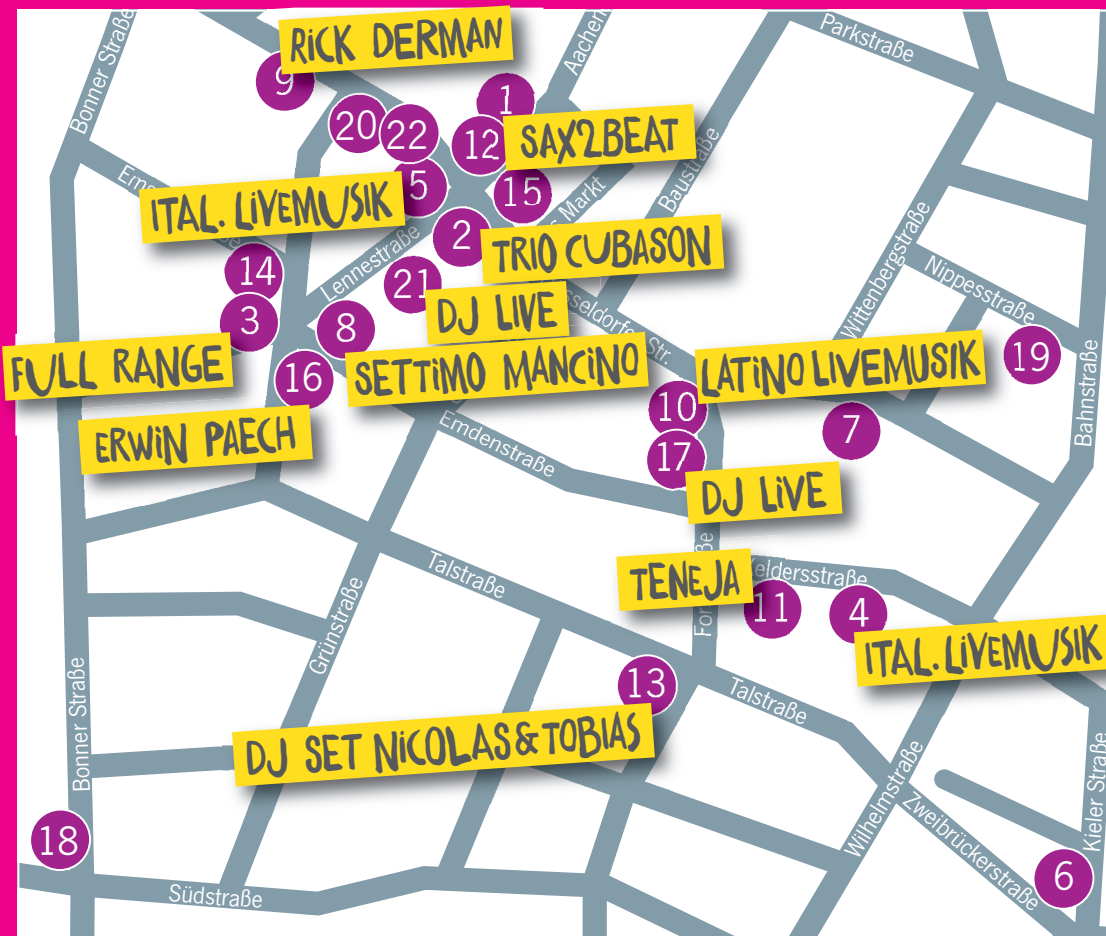 Bonner Straße
RiCK DERMAN
9
Aachen
Parkstraße
20
22
1
12
SAX2BEAT
5
15
Markt
Baustraße
ITAL. LiVEMUSIK
2
TRIO CUBASON
Lennestraße
14
21
DJ LiVE
Wittenbergstraße
Nippesstraße
3
8
Str.
19
FULL RANGE
16
SETTiMO MANCiNO
LATiNO LIVEMUSIK
Bahnstraße
10
7
ERWiN PAECH
Emdenstraße
17
DJ LiVE
Talstraße
TENEJA
11
4
Grünstraße
ITAL. LiVEMUSIK
13
Talstraße
DJ SET NiCOLAS&TOBiAS
Bonner Straße
Wilhelmstraße
Kieler Straße
Zweibrückerstraße
18
6
Südstraße